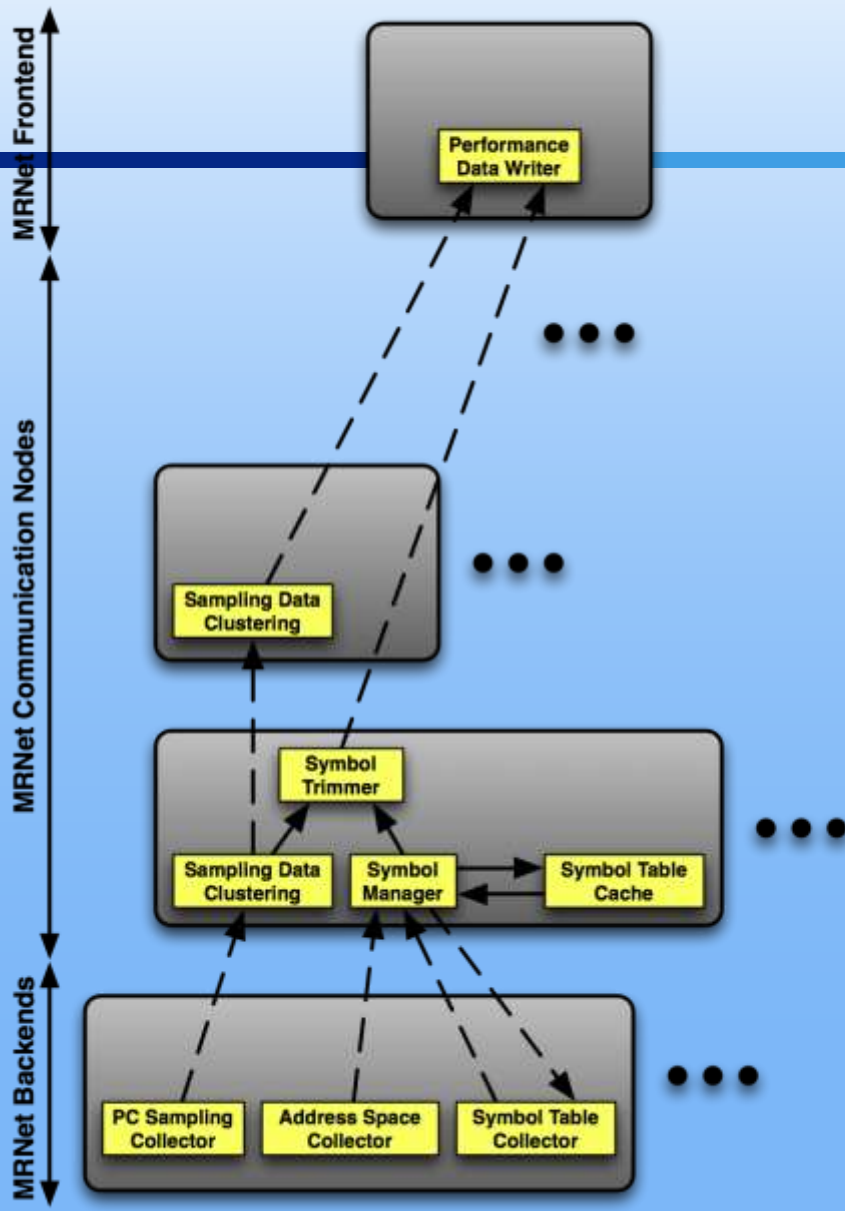 MRNet Frontend
Performance
Data Writer
MRNet Communication Nodes
Sampling Data
Clustering
Symbol
Trimmer
Sampling Data
Clustering
Symbol
Manager
Symbol Table
Cache
MRNet Backends
PC Sampling
Collector
Address Space
Collector
Symbol Table
Collector